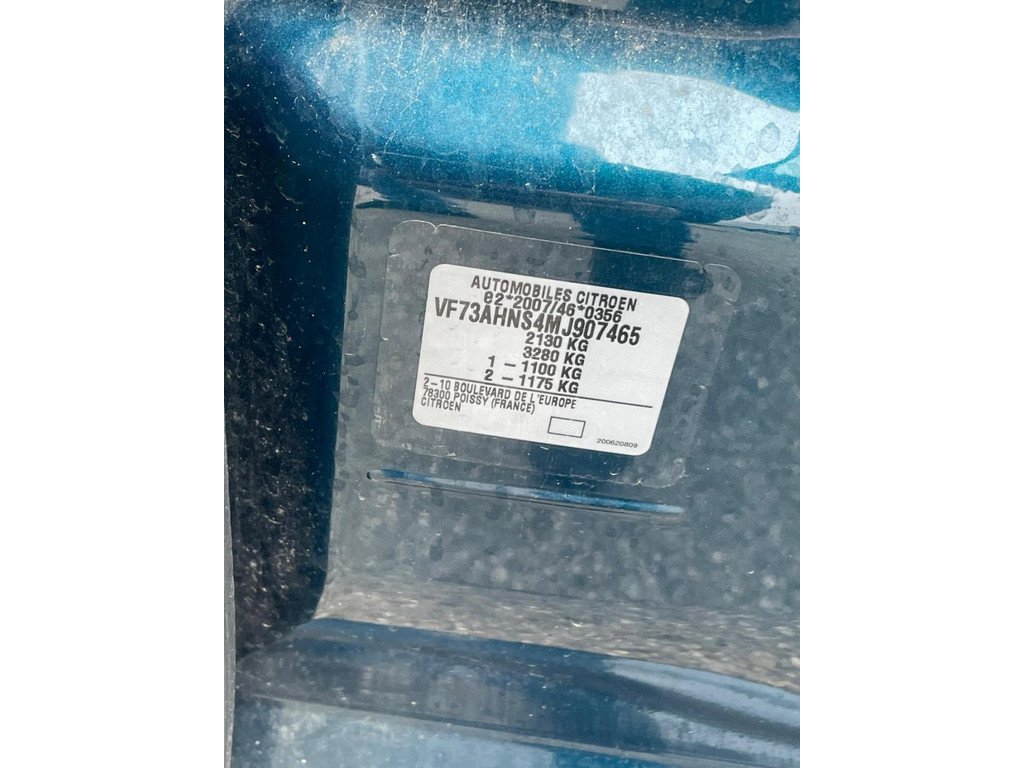 AUTOMOBILES CITROEN
e2*2007/46*0356
VF73AHNS4MJ907465
2130 KG
3280 KG
1 – 1100 KG
2 – 1175 KG
2–10 BOULEVARD DE L'EUROPE
78300 POISSY (FRANCE)
CITROEN
200620809